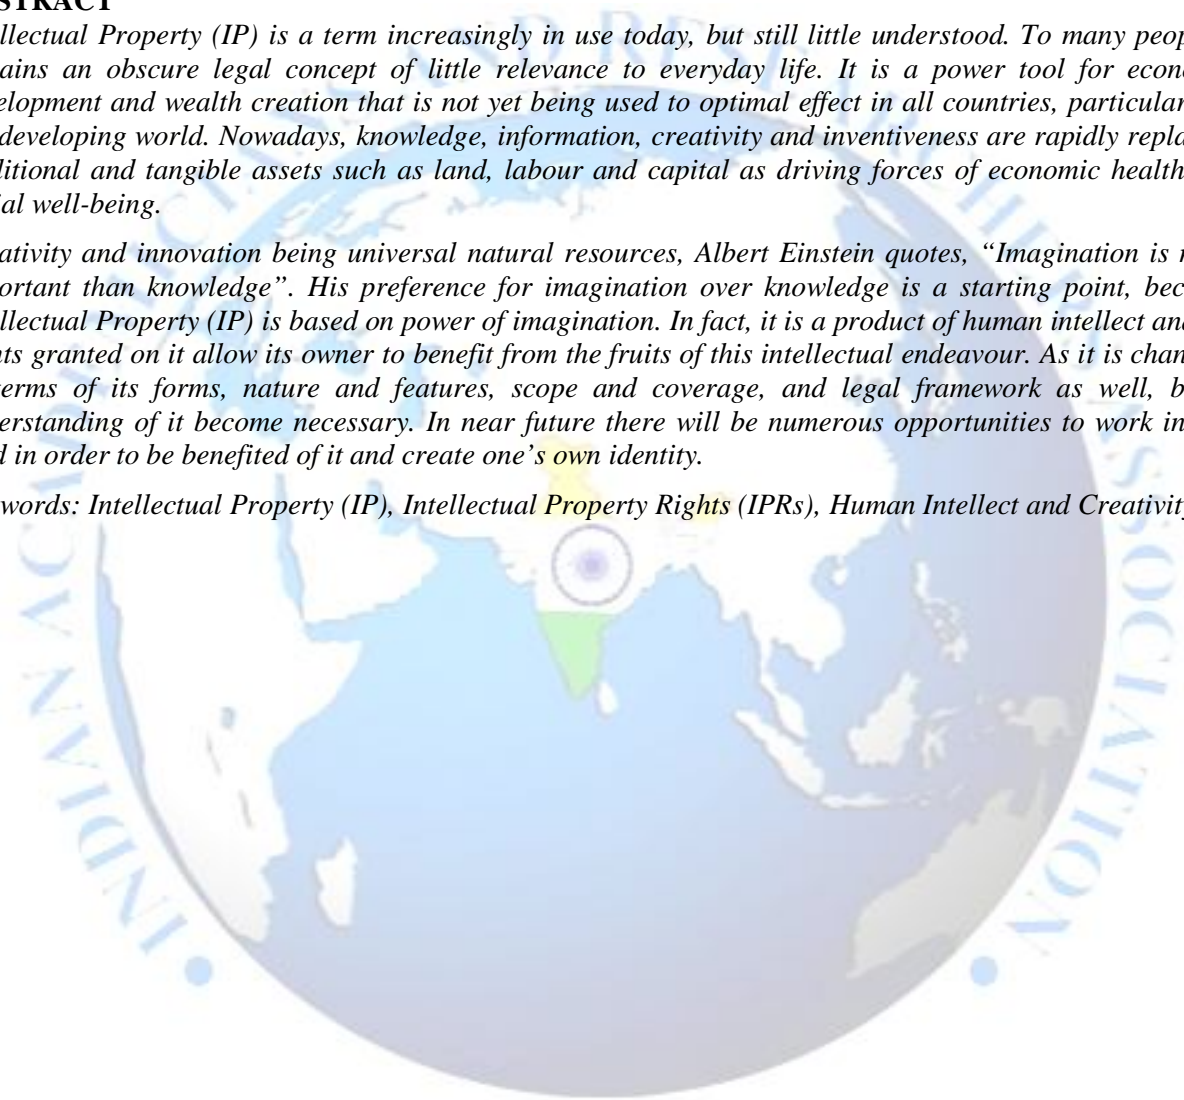 STRACT
llectual Property (IP) is a term increasingly in use today, but still little understood. To many peop
ains an obscure legal concept of little relevance to everyday life. It is a power tool for econ
elopment and wealth creation that is not yet being used to optimal effect in all countries, particular
developing world. Nowadays, knowledge, information, creativity and inventiveness are rapidly repla
ditional and tangible assets such as land, labour and capital as driving forces of economic health
ial well-being.
ativity and innovation being universal natural resources, Albert Einstein quotes, “Imagination is
ortant than knowledge”. His preference for imagination over knowledge is a starting point, bec
llectual Property (IP) is based on power of imagination. In fact, it is a product of human intellect an
ts granted on it allow its owner to benefit from the fruits of this intellectual endeavour. As it is chan
terms of its forms, nature and features, scope and coverage, and legal framework as well, b
erstanding of it become necessary. In near future there will be numerous opportunities to work in
d in order to be benefited of it and create one’s own identity.
words: Intellectual Property (IP), Intellectual Property Rights (IPRs), Human Intellect and Creativity
INDIAN ACADEMICIANS AND RESEARCHERS ASSOCIATION